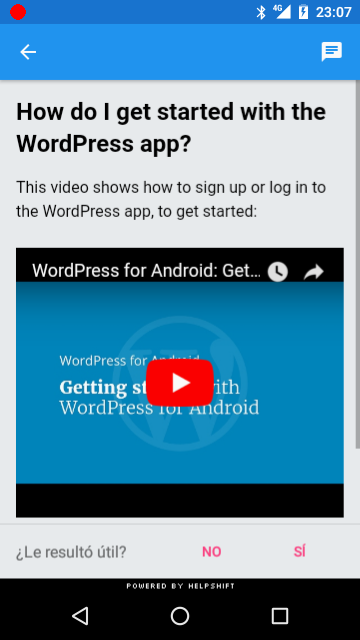 4G 23:07
How do I get started with the
WordPress app?
This video shows how to sign up or log in to
the WordPress app, to get started:
WordPress for Android: Get...
WordPress for Android
Getting st with
WordPress for Android
¿Le resultó útil? NO SÍ
POWERED BY HELPSHIFT